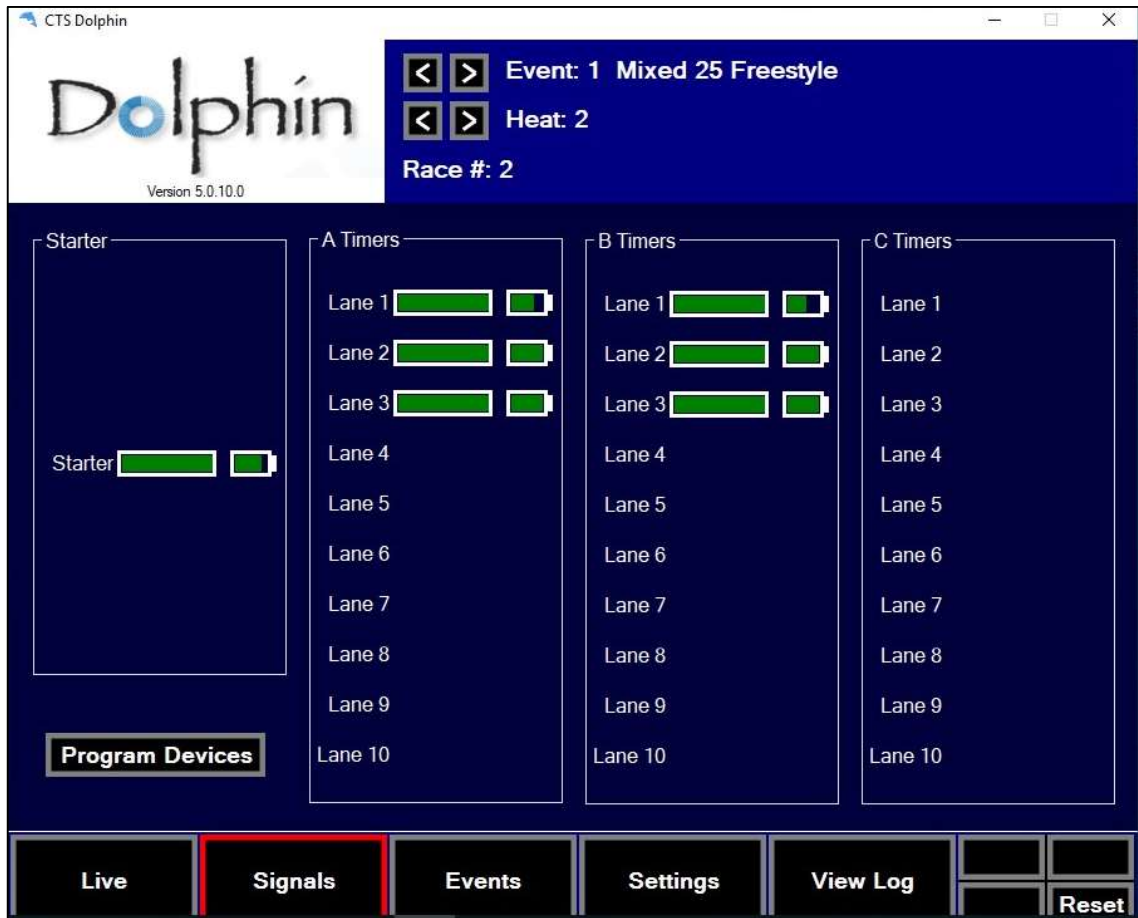 CTS Dolphin
Dolphin
Version 5.0.10.0
< > Event: 1 Mixed 25 Freestyle
< > Heat: 2
Race #: 2
Starter
Starter
Program Devices
A Timers
Lane 1
Lane 2
Lane 3
Lane 4
Lane 5
Lane 6
Lane 7
Lane 8
Lane 9
Lane 10
B Timers
Lane 1
Lane 2
Lane 3
Lane 4
Lane 5
Lane 6
Lane 7
Lane 8
Lane 9
Lane 10
C Timers
Lane 1
Lane 2
Lane 3
Lane 4
Lane 5
Lane 6
Lane 7
Lane 8
Lane 9
Lane 10
Live Signals Events Settings View Log Reset